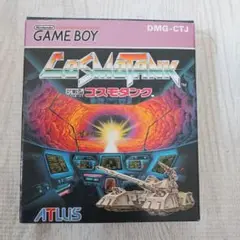 Nintendo
GAME BOY
DMG-CTJ
COSMOTANK
コスモタンク
ATLUS